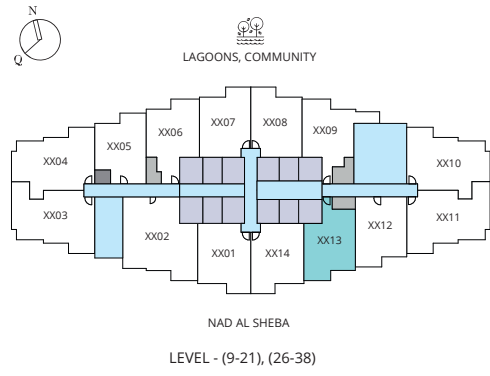 N
Q
LAGOONS, COMMUNITY
XX07 XX08
XX06 XX09
XX05
XX04 XX10
XX03 XX11
XX02 XX13 XX12
XX01 XX14
NAD AL SHEBA
LEVEL - (9-21), (26-38)